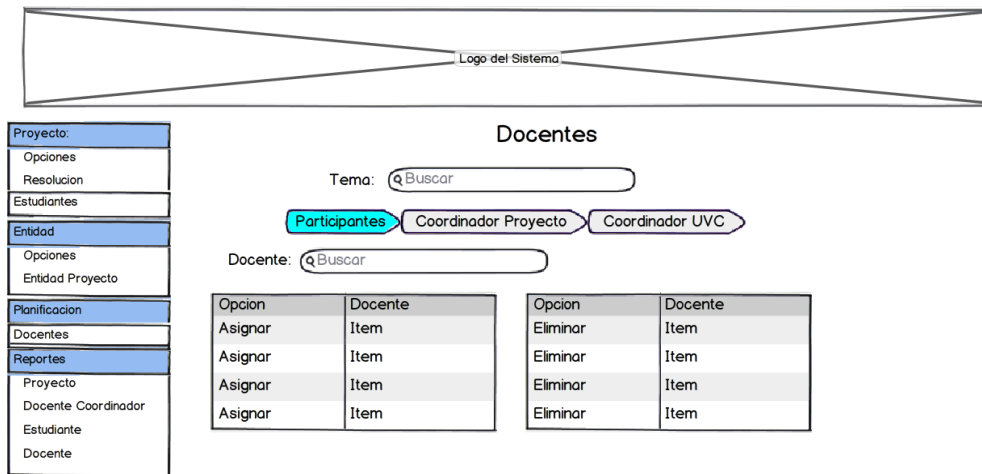 Logo del Sistema
Proyecto:
Opciones
Resolucion
Estudiantes
Entidad
Opciones
Entidad Proyecto
Planificacion
Docentes
Reportes
Proyecto
Docente Coordinador
Estudiante
Docente
Docentes
Tema: Buscar
Participantes Coordinador Proyecto Coordinador UVC
Docente: Buscar
Opcion Docente
Asignar Item
Asignar Item
Asignar Item
Asignar Item
Opcion Docente
Eliminar Item
Eliminar Item
Eliminar Item
Eliminar Item